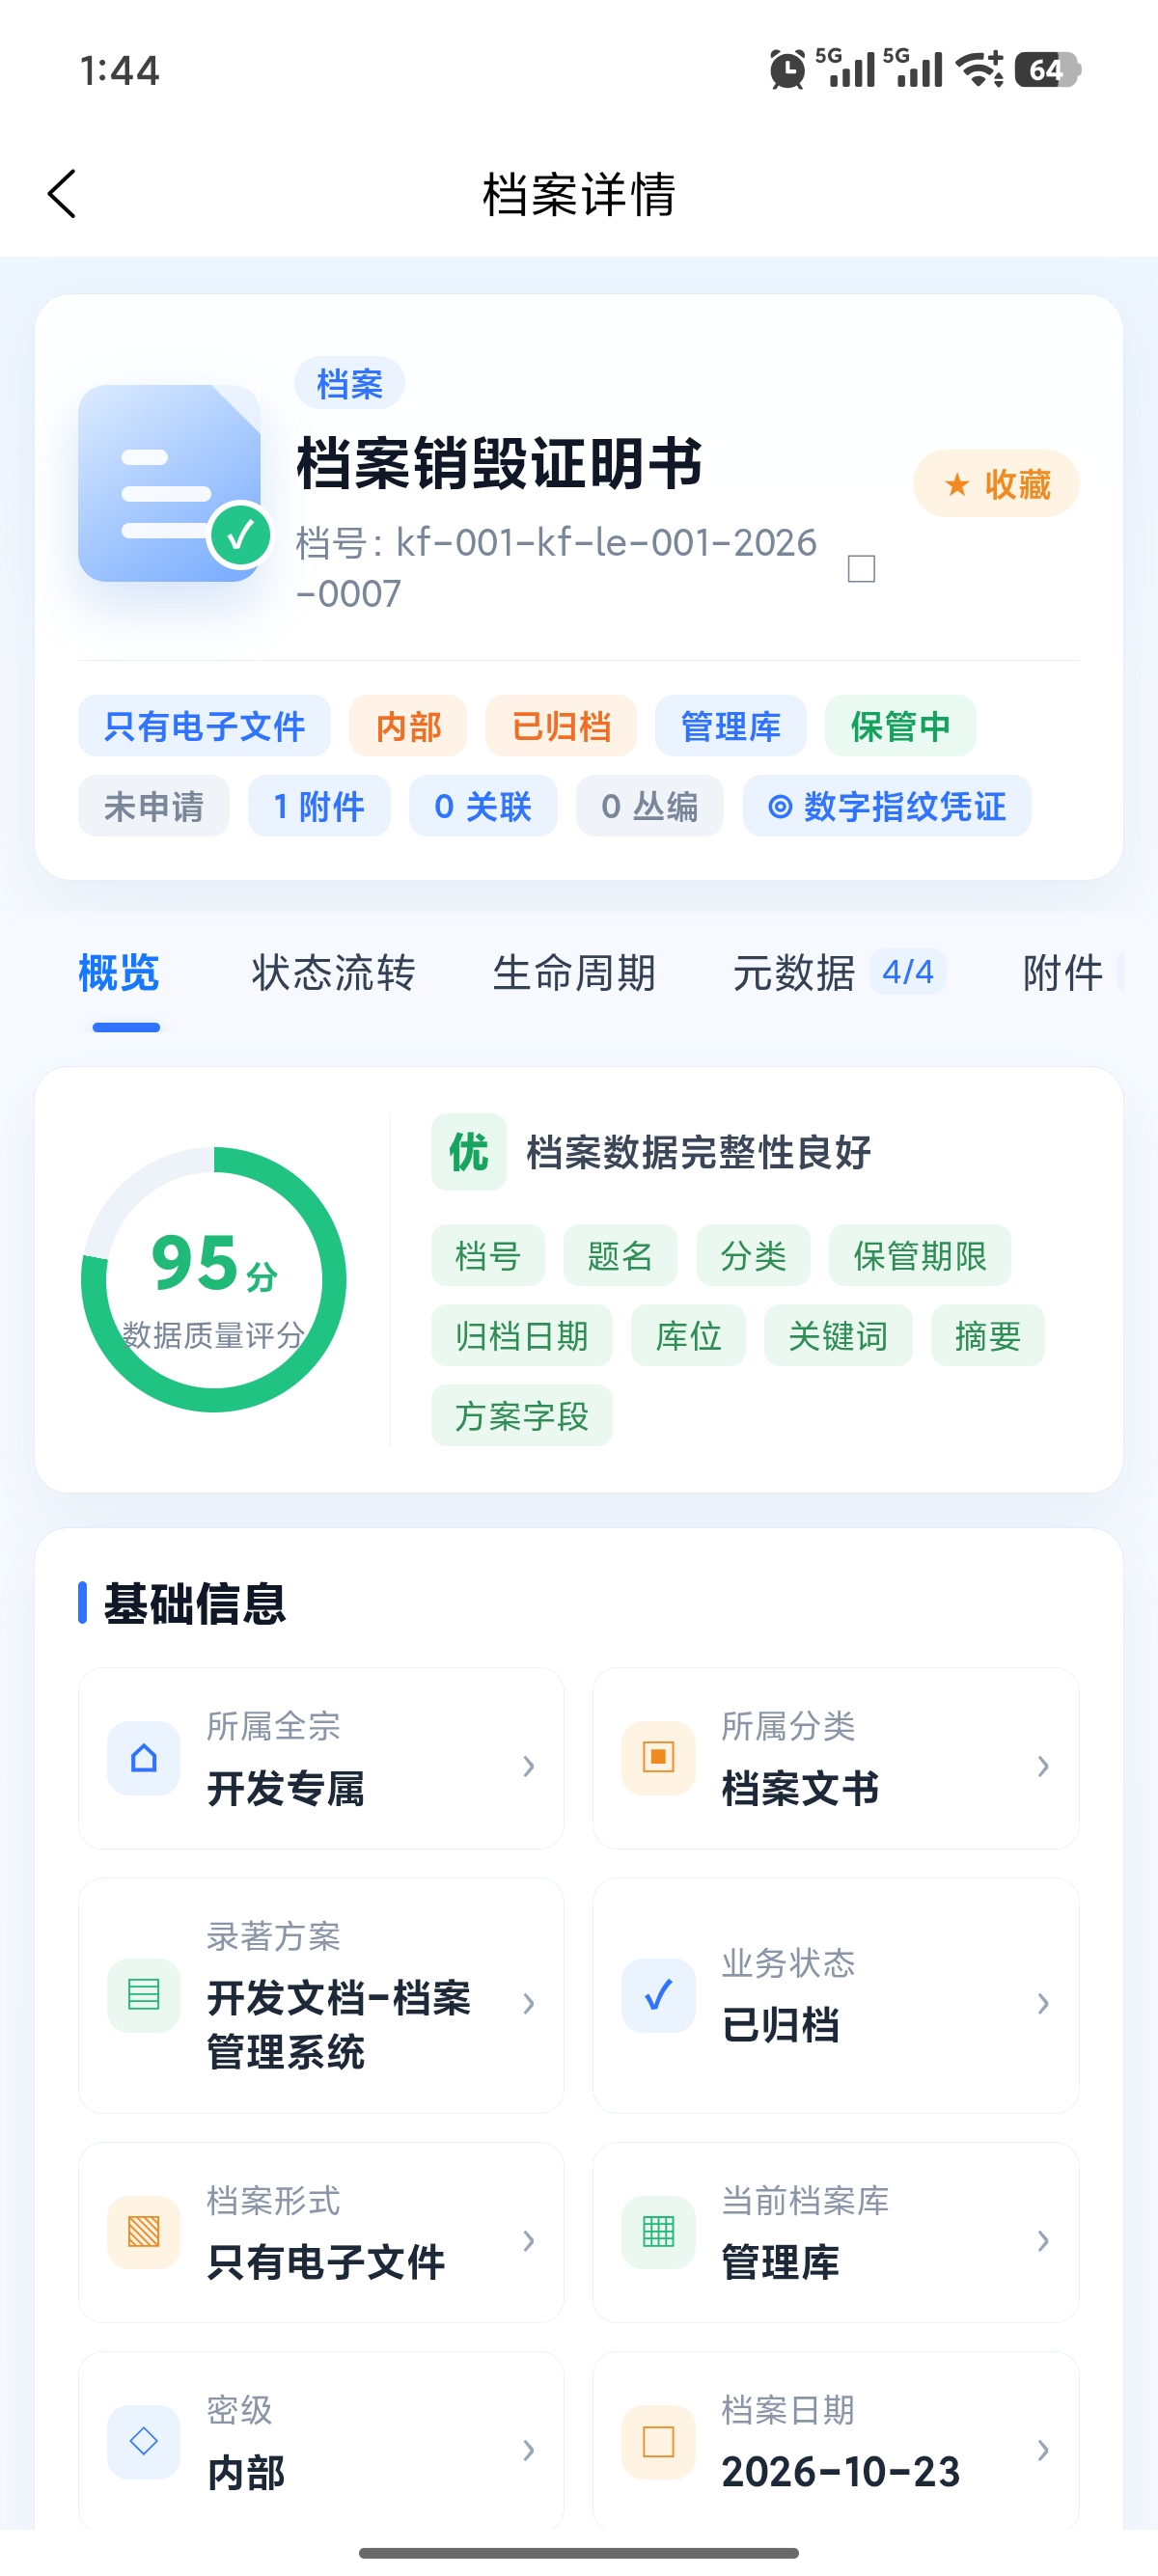 1:44
5G 5G 64
档案详情
档案
档案销毁证明书
★ 收藏
档号: kf-001-kf-le-001-2026
-0007
只有电子文件 内部 已归档 管理库 保管中
未申请 1 附件 0 关联 0 丛编 ◎ 数字指纹凭证
概览 状态流转 生命周期 元数据 4/4 附件
优 档案数据完整性良好
95分
数据质量评分
档号 题名 分类 保管期限
归档日期 库位 关键词 摘要
方案字段
基础信息
所属全宗
开发专属
所属分类
档案文书
录著方案
开发文档-档案
管理系统
业务状态
已归档
档案形式
只有电子文件
当前档案库
管理库
密级
内部
档案日期
2026-10-23